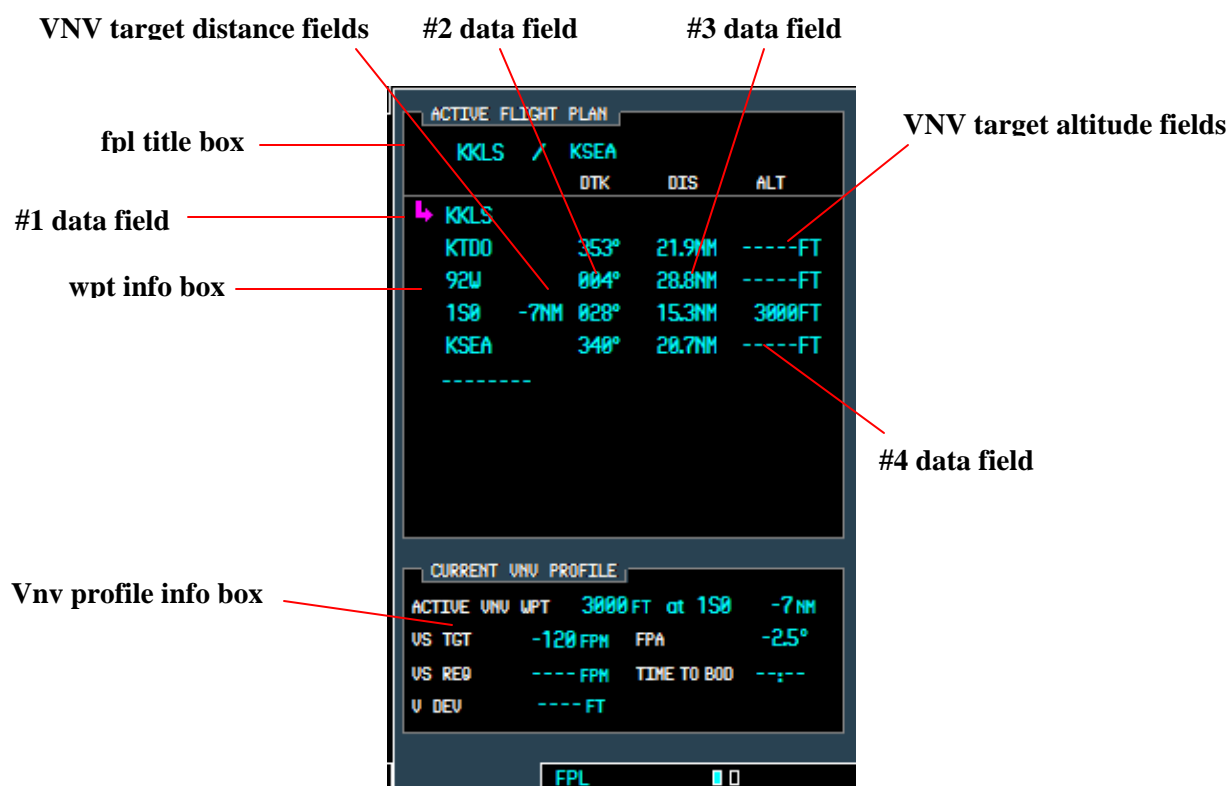 VNV target distance fields #2 data field #3 data field
ACTIVE FLIGHT PLAN
VNV target altitude fields
fpl title box
KKLS / KSEA
DTK DIS ALT
#1 data field
KKLS
KTDO 353° 21.9NM -----FT
wpt info box
92W 004° 28.8NM -----FT
1S0 -7NM 028° 15.3NM 3000FT
KSEA 340° 20.7NM -----FT
--------
#4 data field
CURRENT VNV PROFILE
Vnv profile info box
ACTIVE VNV WPT 3000FT at 1S0 -7NM
VS TGT -120FPM FPA -2.5°
VS REQ ----FPM TIME TO BOD --:--
V DEV ----FT
FPL